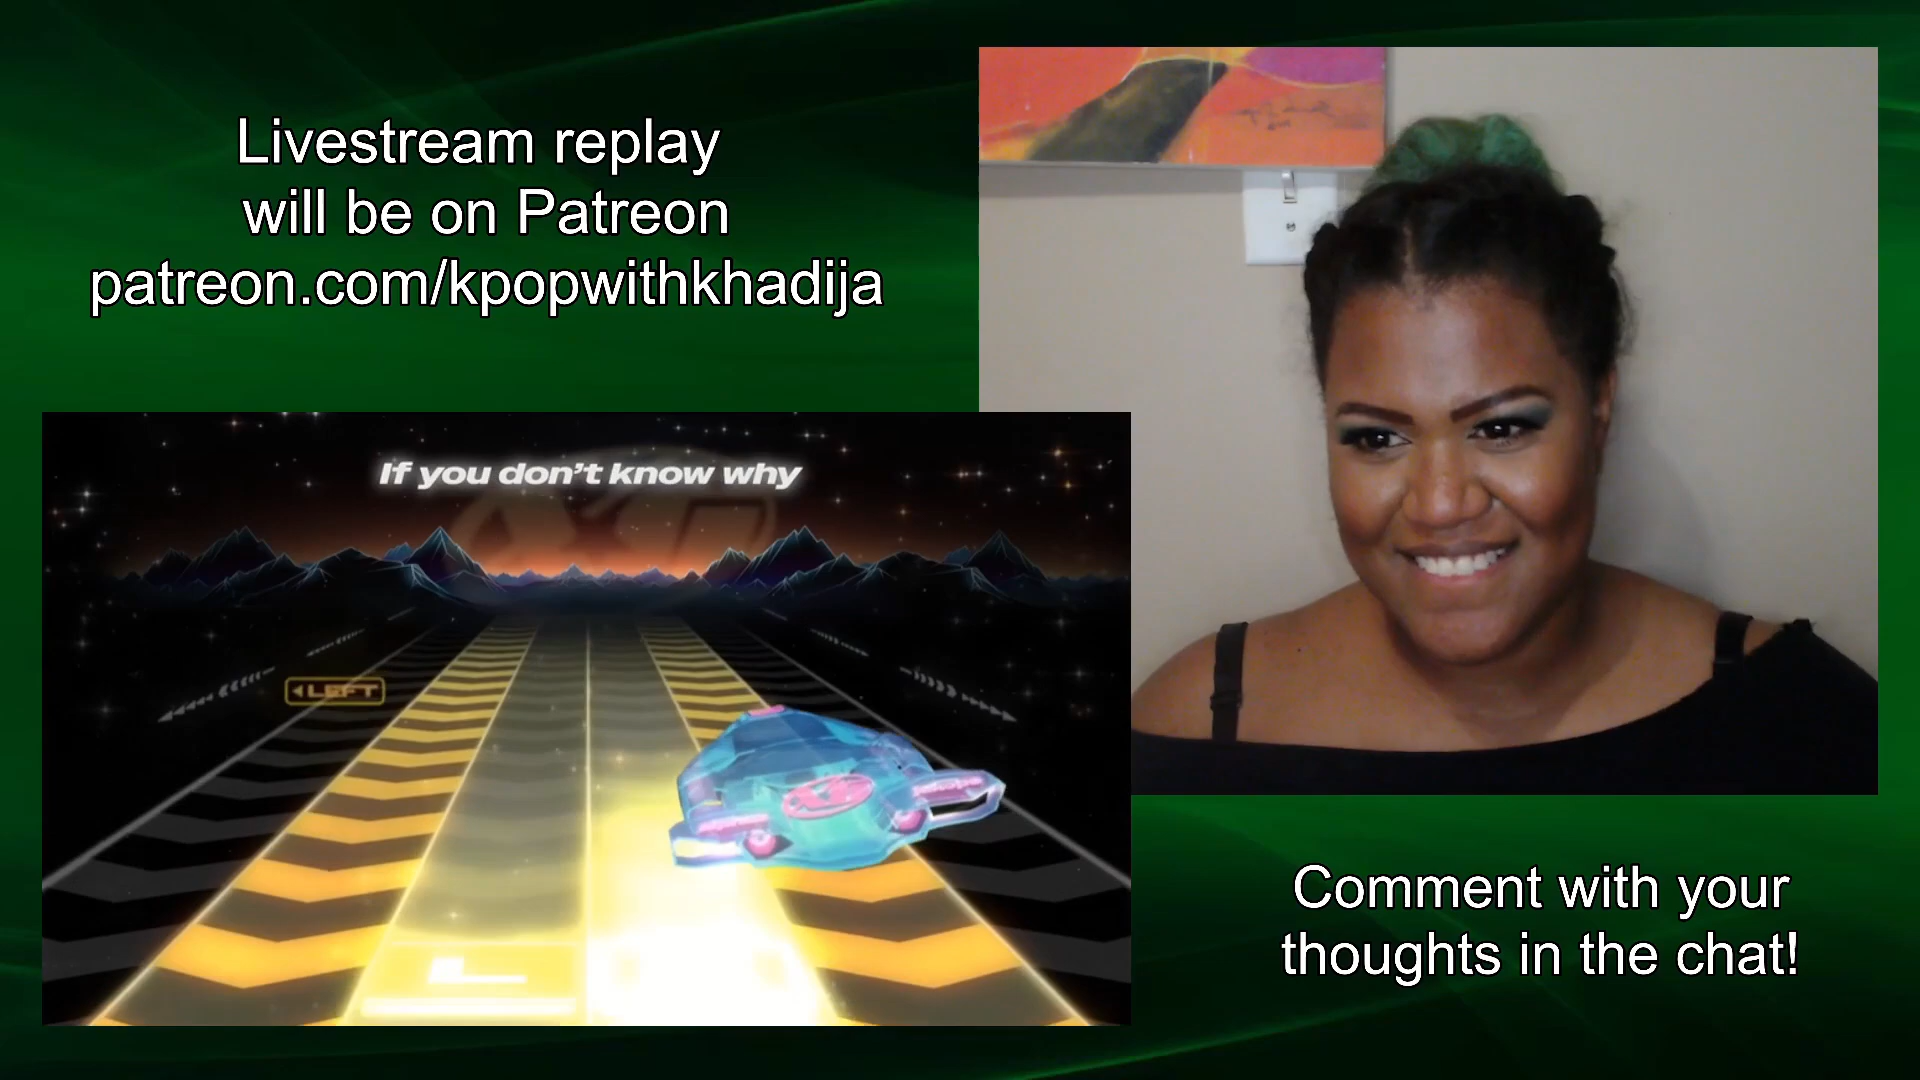 Livestream replay
will be on Patreon
patreon.com/kpopwithkhadija
If you don't know why
LEFT
L
Comment with your
thoughts in the chat!